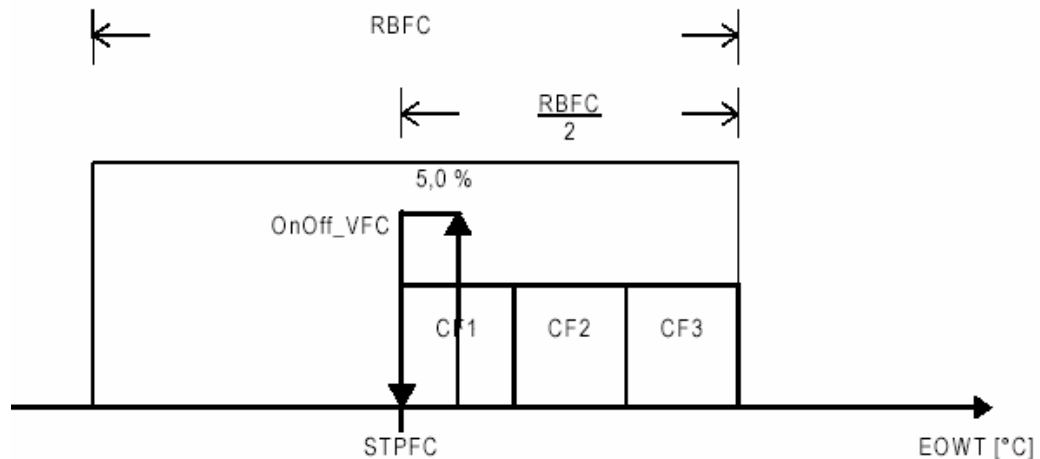 RBFC
RBFC
2
5,0 %
OnOff_VFC
CF1
CF2
CF3
STPFC
EOWT [°C]